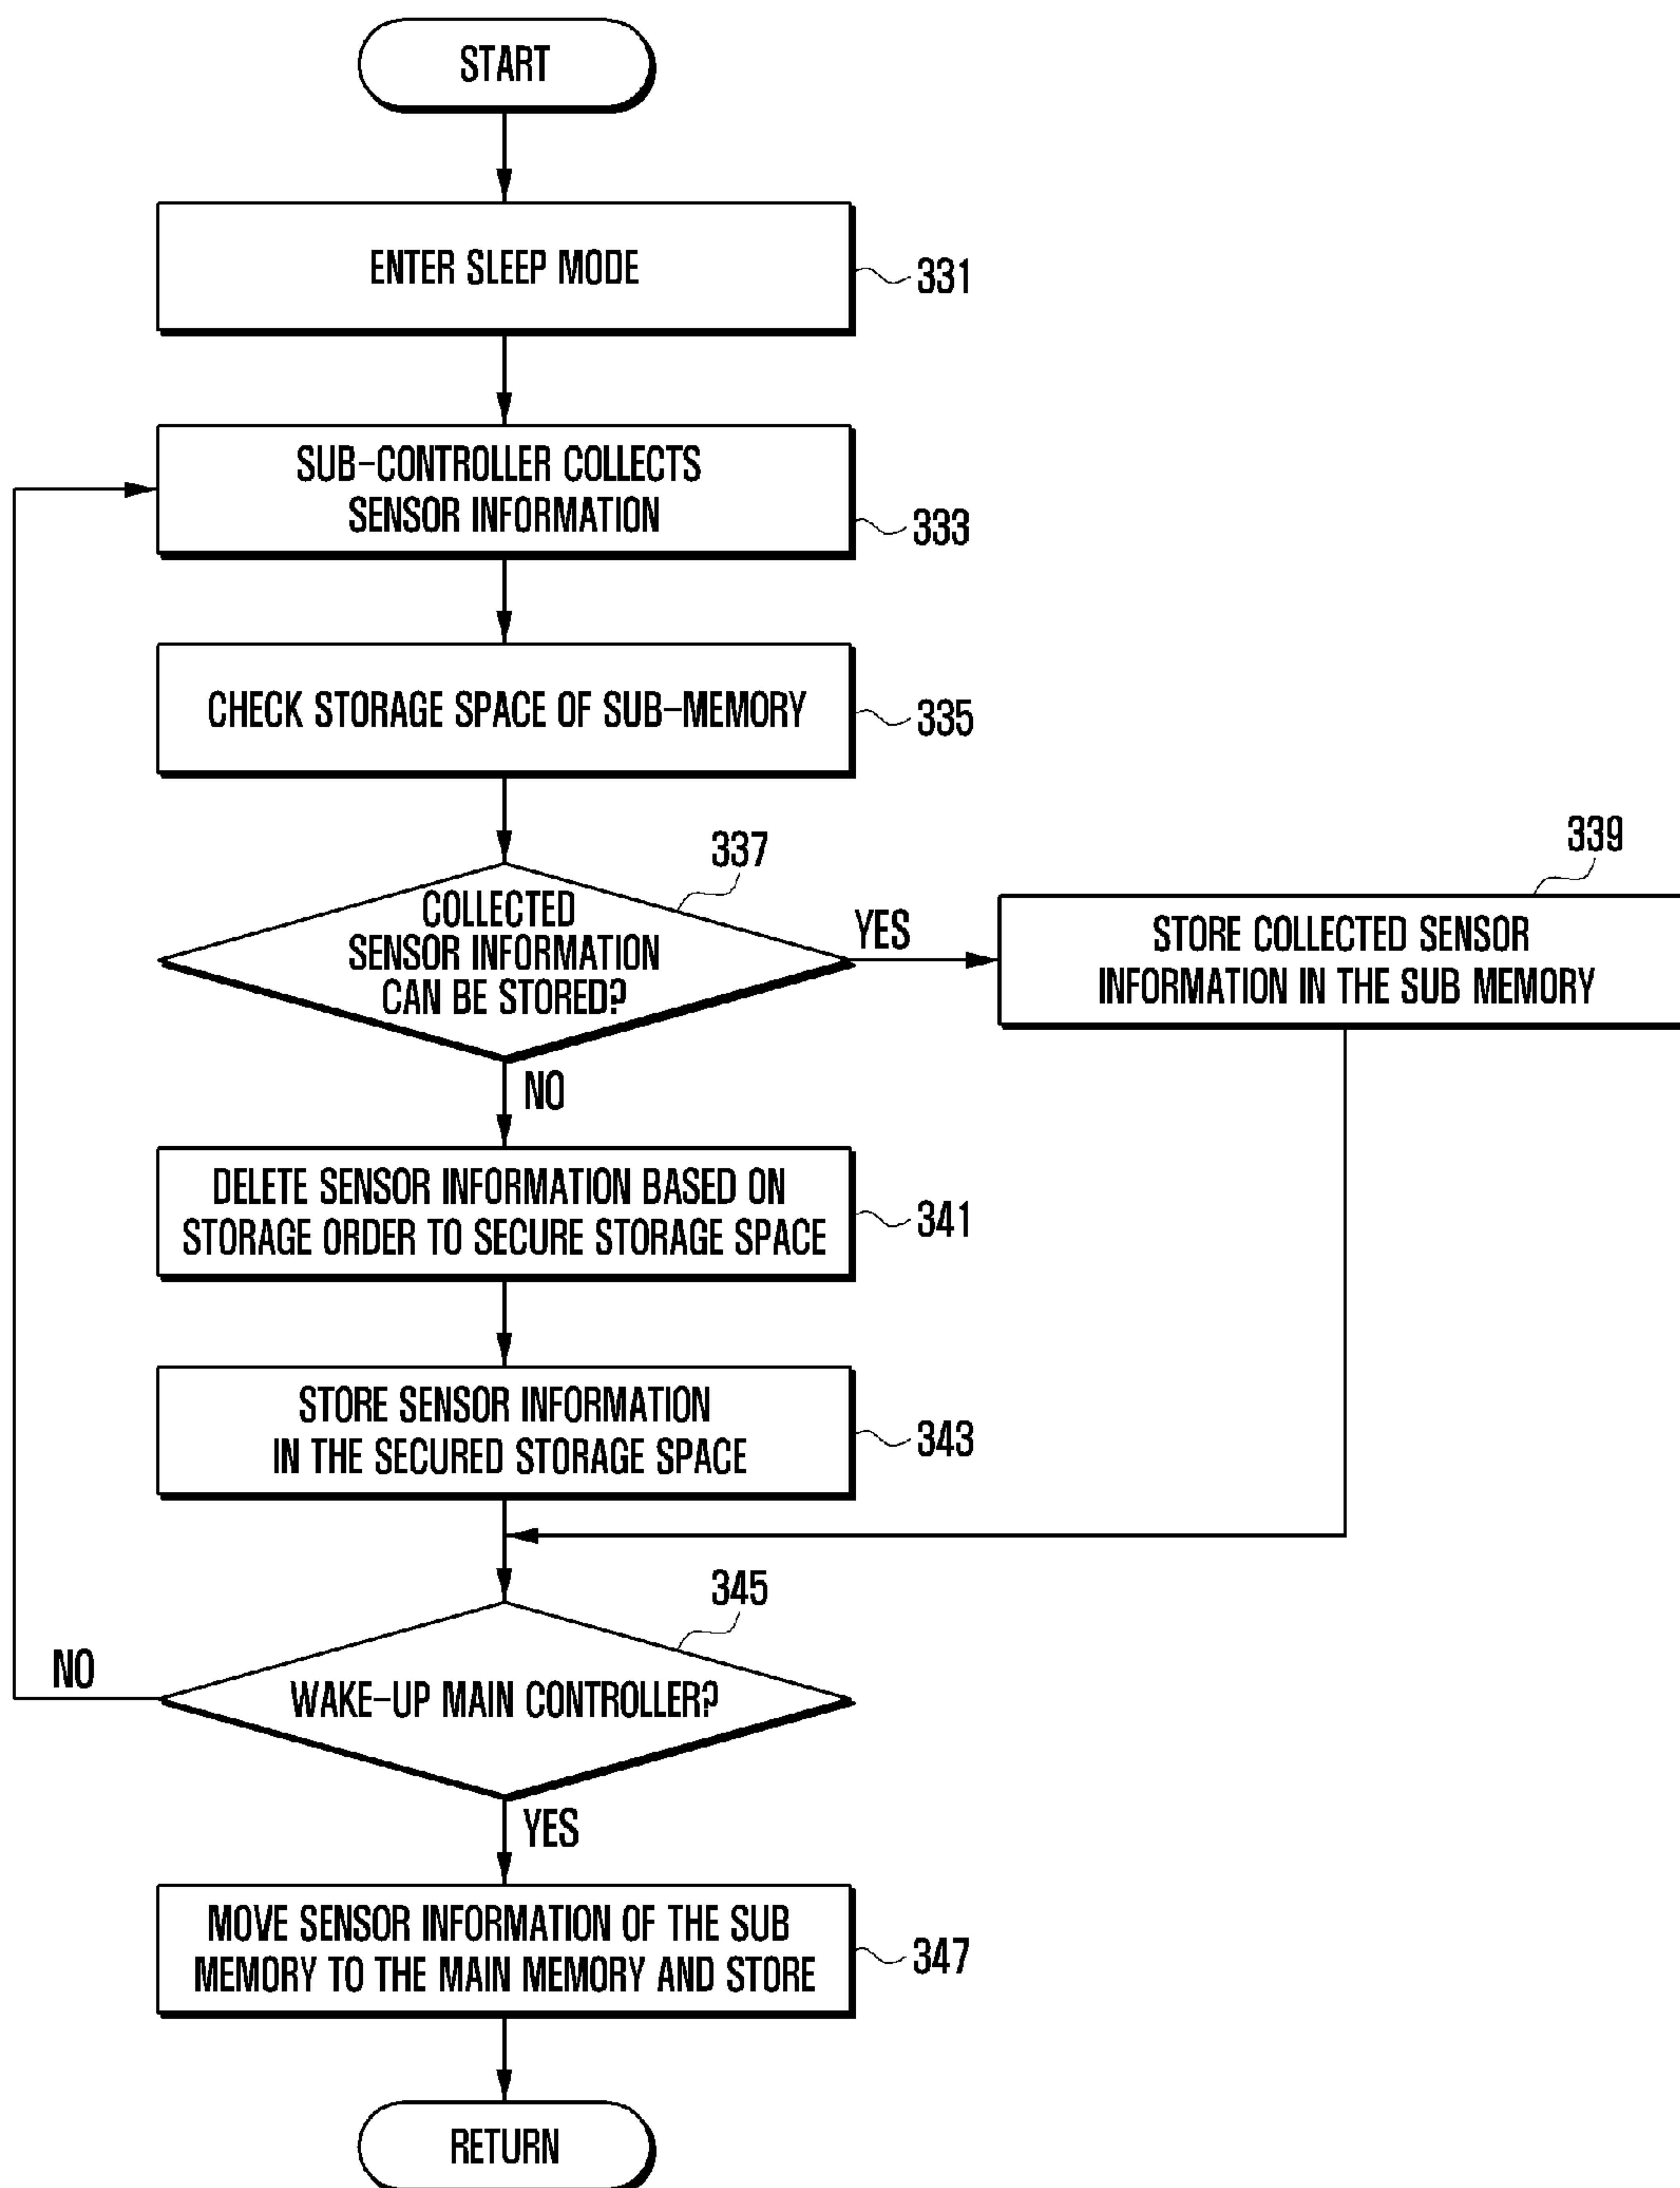 START
ENTER SLEEP MODE
331
SUB-CONTROLLER COLLECTS
SENSOR INFORMATION
333
CHECK STORAGE SPACE OF SUB-MEMORY
335
337
COLLECTED
SENSOR INFORMATION
CAN BE STORED?
YES
339
STORE COLLECTED SENSOR
INFORMATION IN THE SUB MEMORY
NO
DELETE SENSOR INFORMATION BASED ON
STORAGE ORDER TO SECURE STORAGE SPACE
341
STORE SENSOR INFORMATION
IN THE SECURED STORAGE SPACE
343
345
NO
WAKE-UP MAIN CONTROLLER?
YES
MOVE SENSOR INFORMATION OF THE SUB
MEMORY TO THE MAIN MEMORY AND STORE
347
RETURN